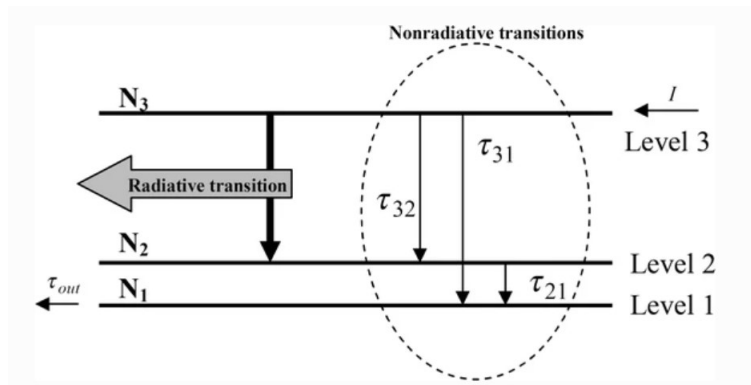 Nonradiative transitions
N₃
I
Level 3
τ₃₁
Radiative transition
τ₃₂
N₂
Level 2
τₒᵤₜ
N₁
τ₂₁
Level 1